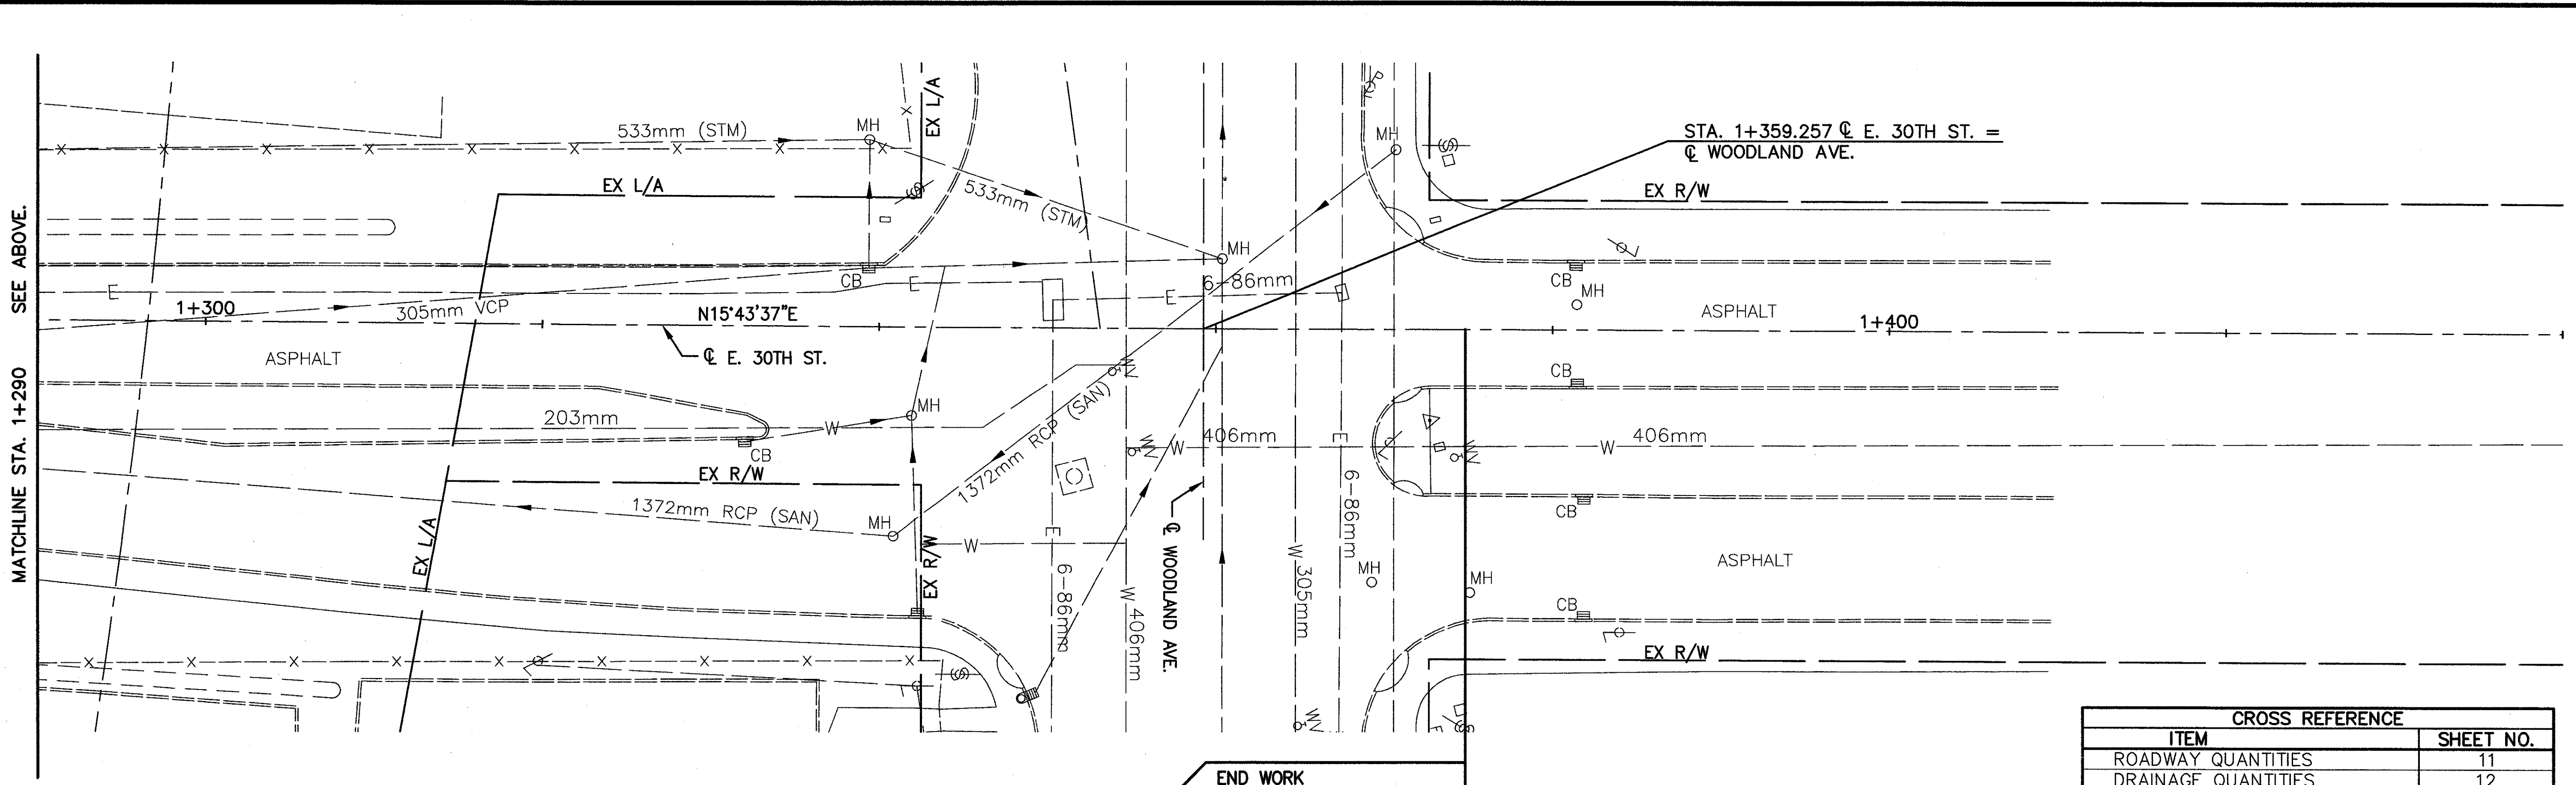 MATCHLINE STA. 1+290 SEE ABOVE.
533mm (STM)
MH
EX L/A
EX L/A
533mm (STM)
MH
MH
STA. 1+359.257 ℄ E. 30TH ST. =
℄ WOODLAND AVE.
EX R/W
CB
E
E
E
6-86mm
CB
MH
1+300
305mm VCP
N15°43'37"E
ASPHALT
1+400
ASPHALT
℄ E. 30TH ST.
WV
CB
203mm
W
MH
CB
1372mm RCP (SAN)
WV
W
406mm
E
WV
W
406mm
EX R/W
1372mm RCP (SAN)
MH
EX L/A
EX R/W
W
E
6-86mm
W 406mm
℄ WOODLAND AVE.
W 305mm
6-86mm
MH
MH
CB
ASPHALT
CB
EX R/W
WV
END WORK
CROSS REFERENCE
ITEM SHEET NO.
ROADWAY QUANTITIES 11
DRAINAGE QUANTITIES 12